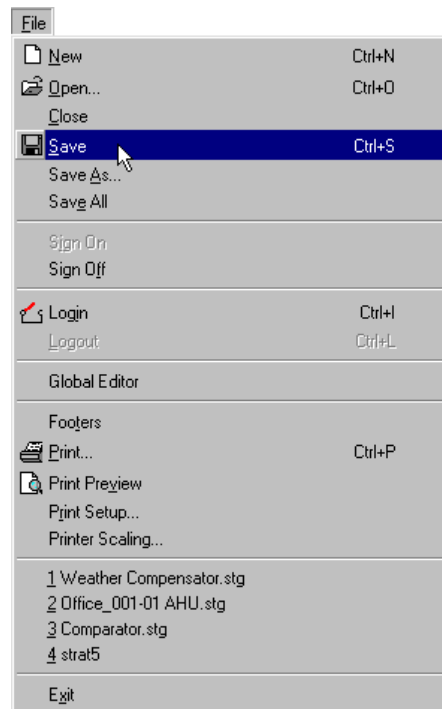 File
New Ctrl+N
Open... Ctrl+O
Close
Save Ctrl+S
Save As...
Save All
Sign On
Sign Off
Login Ctrl+I
Logout Ctrl+L
Global Editor
Footers
Print... Ctrl+P
Print Preview
Print Setup...
Printer Scaling...
1 Weather Compensator.stg
2 Office_001-01 AHU.stg
3 Comparator.stg
4 strat5
Exit